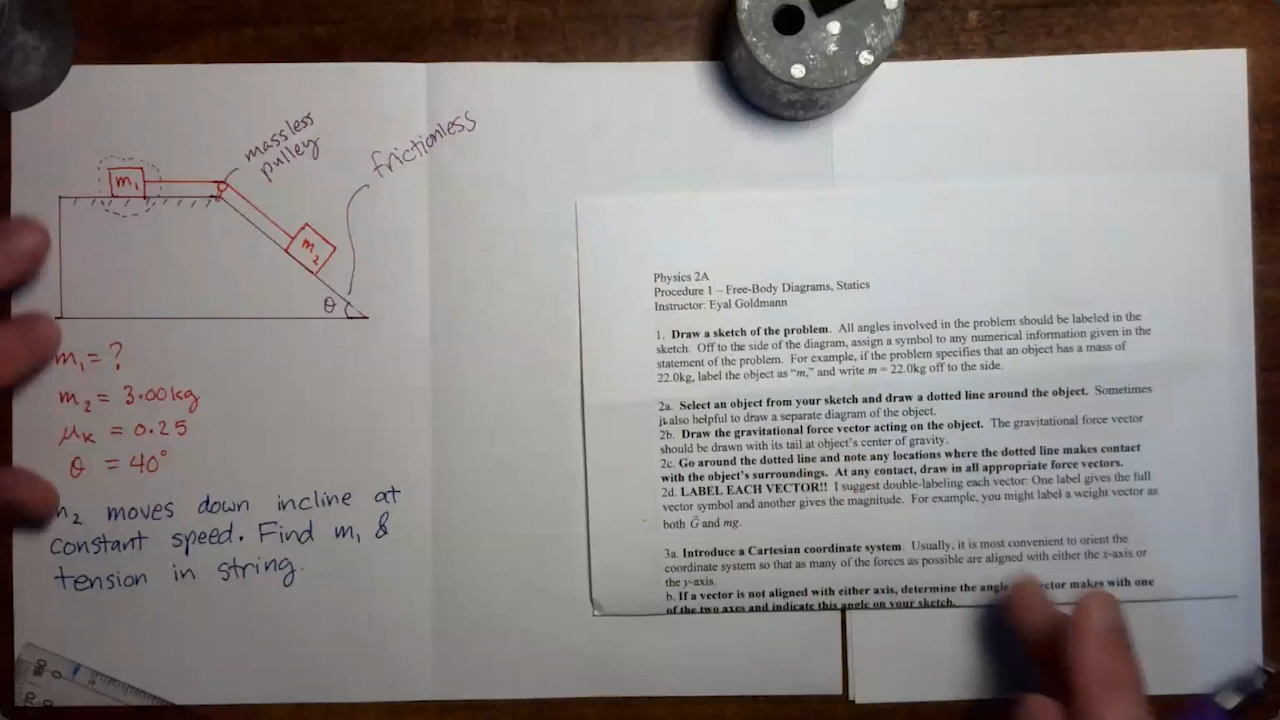 massless
pulley
frictionless
m₁
m₂
θ
m₁ = ?
m₂ = 3.00 kg
μₖ = 0.25
θ = 40°
m₂ moves down incline at
constant speed. Find m₁ &
tension in string.
Physics 2A
Procedure 1 – Free-Body Diagrams, Statics
Instructor: Eyal Goldmann
1. Draw a sketch of the problem. All angles involved in the problem should be labeled in the
sketch. Off to the side of the diagram, assign a symbol to any numerical information given in the
statement of the problem. For example, if the problem specifies that an object has a mass of
22.0kg, label the object as “m,” and write m = 22.0kg off to the side.
2a. Select an object from your sketch and draw a dotted line around the object. Sometimes
it also helpful to draw a separate diagram of the object.
2b. Draw the gravitational force vector acting on the object. The gravitational force vector
should be drawn with its tail at object’s center of gravity.
2c. Go around the dotted line and note any locations where the dotted line makes contact
with the object’s surroundings. At any contact, draw in all appropriate force vectors.
2d. LABEL EACH VECTOR!! I suggest double-labeling each vector: One label gives the full
vector symbol and another gives the magnitude. For example, you might label a weight vector as
both G⃗ and mg.
3a. Introduce a Cartesian coordinate system. Usually, it is most convenient to orient the
coordinate system so that as many of the forces as possible are aligned with either the x-axis or
the y-axis.
b. If a vector is not aligned with either axis, determine the angle vector makes with one
of the two axes and indicate this angle on your sketch.